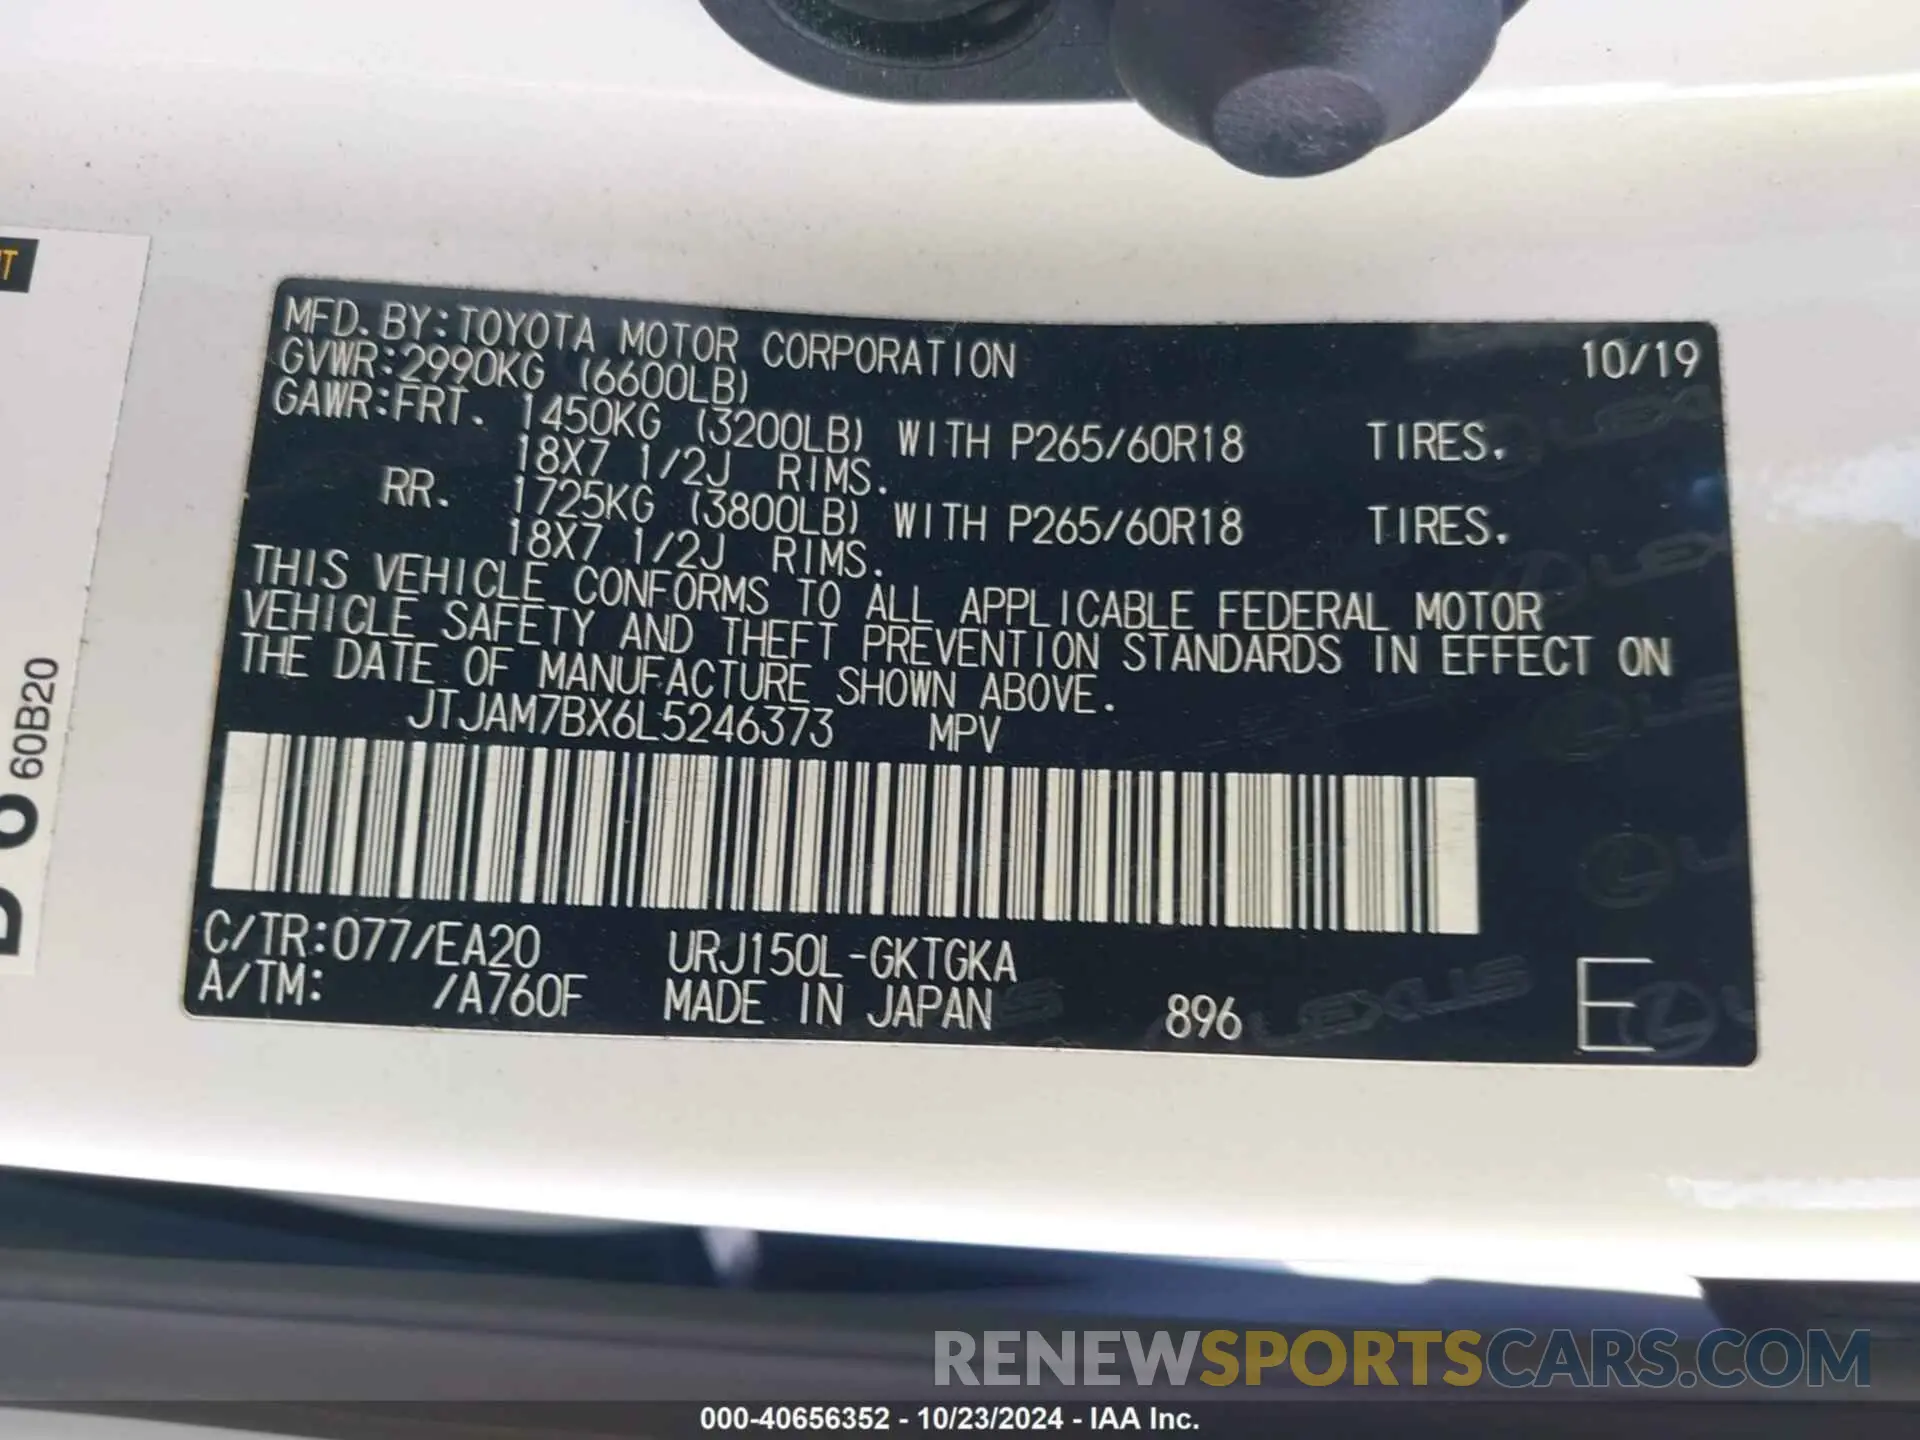 MFD. BY: TOYOTA MOTOR CORPORATION 10/19
GVWR: 2990KG (6600LB)
GAWR: FRT. 1450KG (3200LB) WITH P265/60R18 TIRES.
18X7 1/2J RIMS.
RR. 1725KG (3800LB) WITH P265/60R18 TIRES.
18X7 1/2J RIMS.
THIS VEHICLE CONFORMS TO ALL APPLICABLE FEDERAL MOTOR
VEHICLE SAFETY AND THEFT PREVENTION STANDARDS IN EFFECT ON
THE DATE OF MANUFACTURE SHOWN ABOVE.
JTJAM7BX6L5246373 MPV
C/TR: 077/EA20 URJ150L-GKTGKA
A/TM: /A760F MADE IN JAPAN 896 E
LEXUS
60B20
RENEWSPORTSCARS.COM
000-40656352 - 10/23/2024 - IAA Inc.